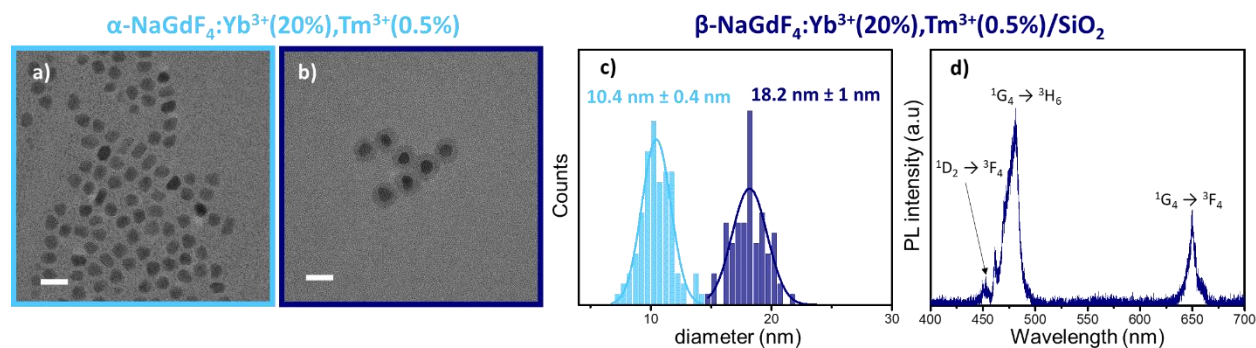 α-NaGdF₄:Yb³⁺(20%),Tm³⁺(0.5%)
β-NaGdF₄:Yb³⁺(20%),Tm³⁺(0.5%)/SiO₂
a)
b)
c)
10.4 nm ± 0.4 nm
18.2 nm ± 1 nm
Counts
10
20
30
diameter (nm)
d)
¹G₄ → ³H₆
¹D₂ → ³F₄
¹G₄ → ³F₄
PL intensity (a.u)
400
450
500
550
600
650
700
Wavelength (nm)